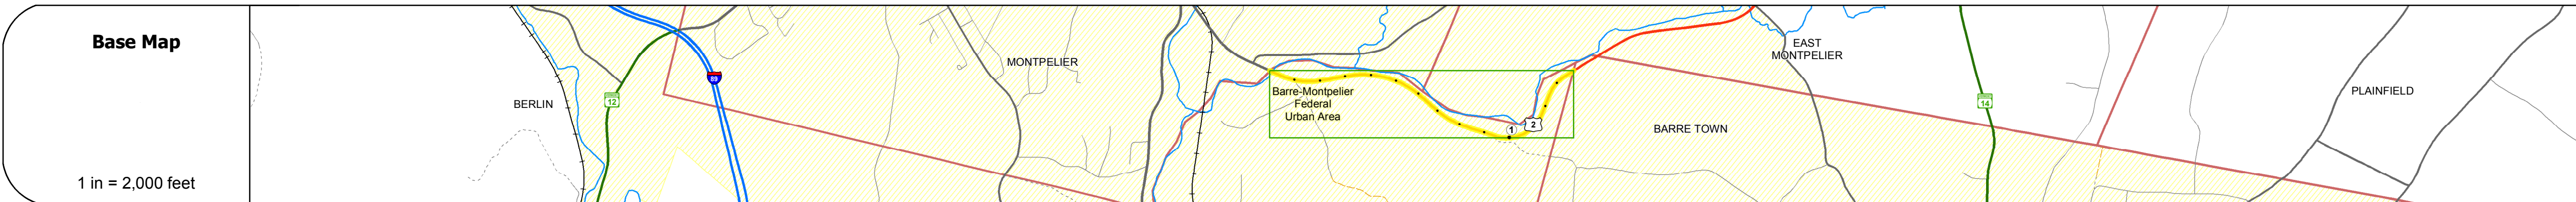 Base Map
1 in = 2,000 feet
BERLIN
12
89
MONTPELIER
Barre-Montpelier
Federal
Urban Area
1
2
BARRE TOWN
EAST
MONTPELIER
14
PLAINFIELD